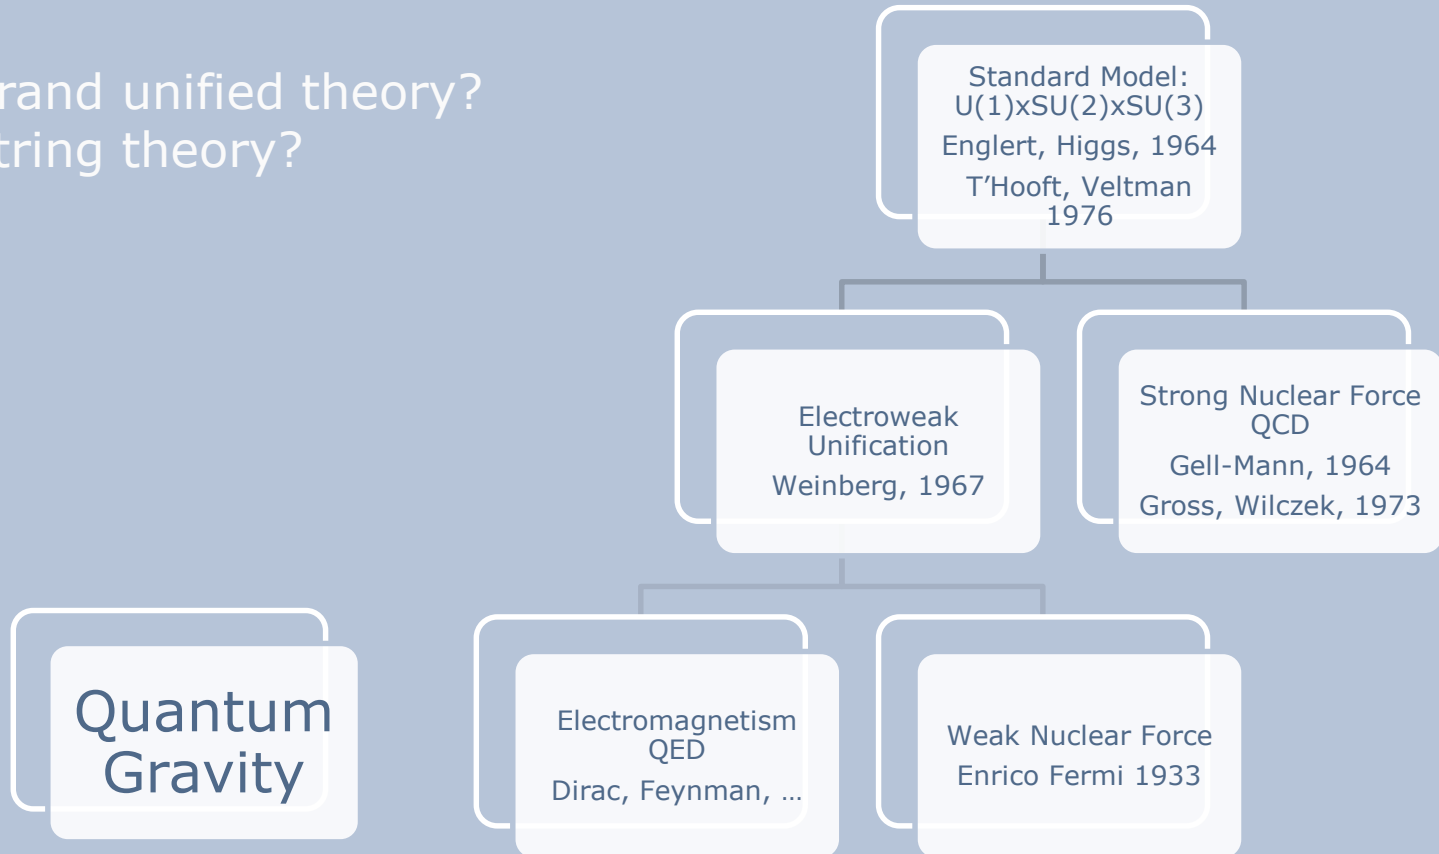 rand unified theory?
tring theory?
Standard Model:
U(1)xSU(2)xSU(3)
Englert, Higgs, 1964
T’Hooft, Veltman
1976
Electroweak
Unification
Weinberg, 1967
Strong Nuclear Force
QCD
Gell-Mann, 1964
Gross, Wilczek, 1973
Quantum
Gravity
Electromagnetism
QED
Dirac, Feynman, …
Weak Nuclear Force
Enrico Fermi 1933